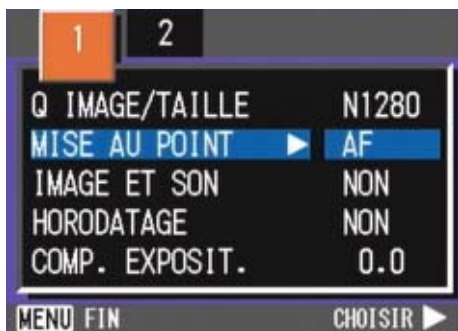 1 2
Q IMAGE/TAILLE N1280
MISE AU POINT ▶ AF
IMAGE ET SON NON
HORODATAGE NON
COMP. EXPOSIT. 0.0
MENU FIN CHOISIR ▶